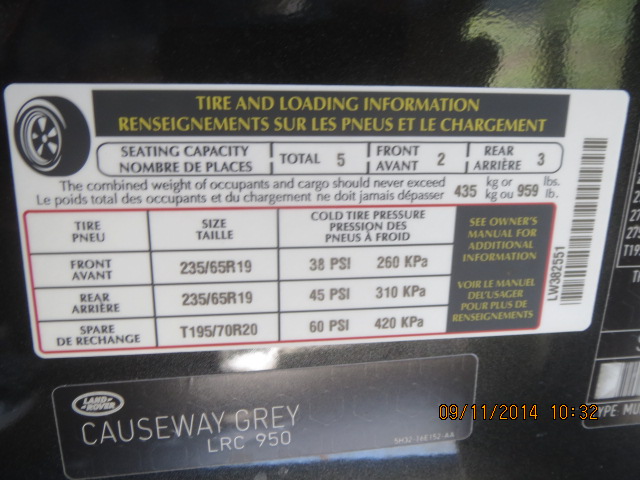 TIRE AND LOADING INFORMATION
RENSEIGNEMENTS SUR LES PNEUS ET LE CHARGEMENT
SEATING CAPACITY TOTAL 5 FRONT 2 REAR 3
NOMBRE DE PLACES AVANT ARRIÈRE
The combined weight of occupants and cargo should never exceed 435 kg or 959 lbs.
Le poids total des occupants et du chargement ne doit jamais dépasser kg ou lb.
TIRE PNEU
SIZE TAILLE
COLD TIRE PRESSURE
PRESSION DES
PNEUS À FROID
FRONT AVANT 235/65R19 38 PSI 260 KPa
REAR ARRIÈRE 235/65R19 45 PSI 310 KPa
SPARE DE RECHANGE T195/70R20 60 PSI 420 KPa
SEE OWNER'S
MANUAL FOR
ADDITIONAL
INFORMATION
VOIR LE MANUEL
DEL'USAGER
POUR PLUS DE
RENSEIGNEMENTS
LW382551
LAND-
ROVER
CAUSEWAY GREY
LRC 950
5H32-16E152-AA
09/11/2014 10:32